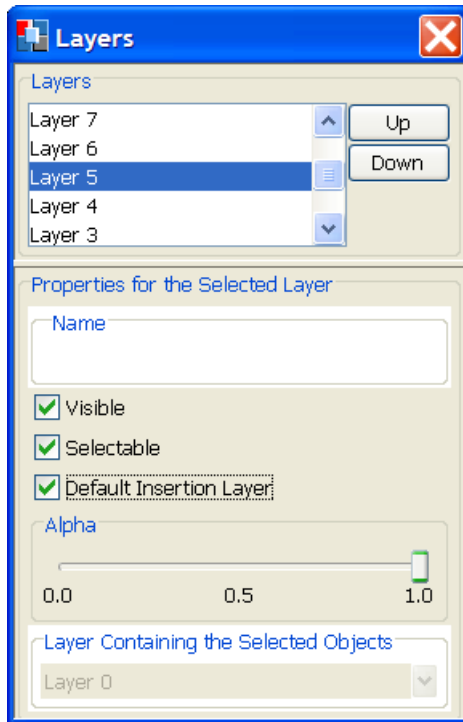 Layers
Layers
Layer 7
Layer 6
Layer 5
Layer 4
Layer 3
Up
Down
Properties for the Selected Layer
Name
Visible
Selectable
Default Insertion Layer
Alpha
0.0 0.5 1.0
Layer Containing the Selected Objects
Layer 0